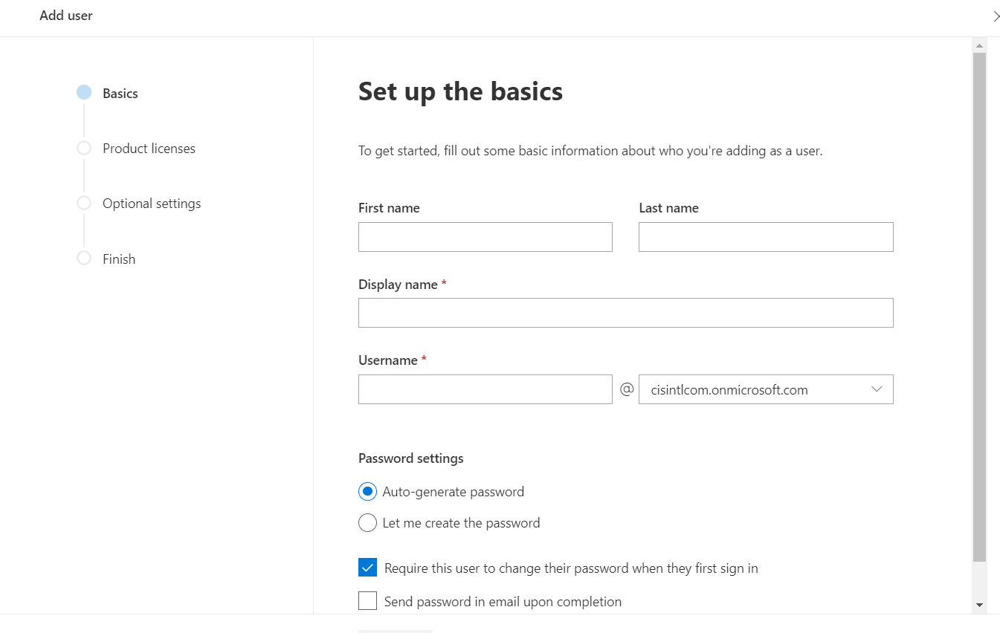 Add user
Basics
Product licenses
Optional settings
Finish
Set up the basics
To get started, fill out some basic information about who you're adding as a user.
First name
Last name
Display name *
Username *
@ cisintlcom.onmicrosoft.com
Password settings
Auto-generate password
Let me create the password
Require this user to change their password when they first sign in
Send password in email upon completion